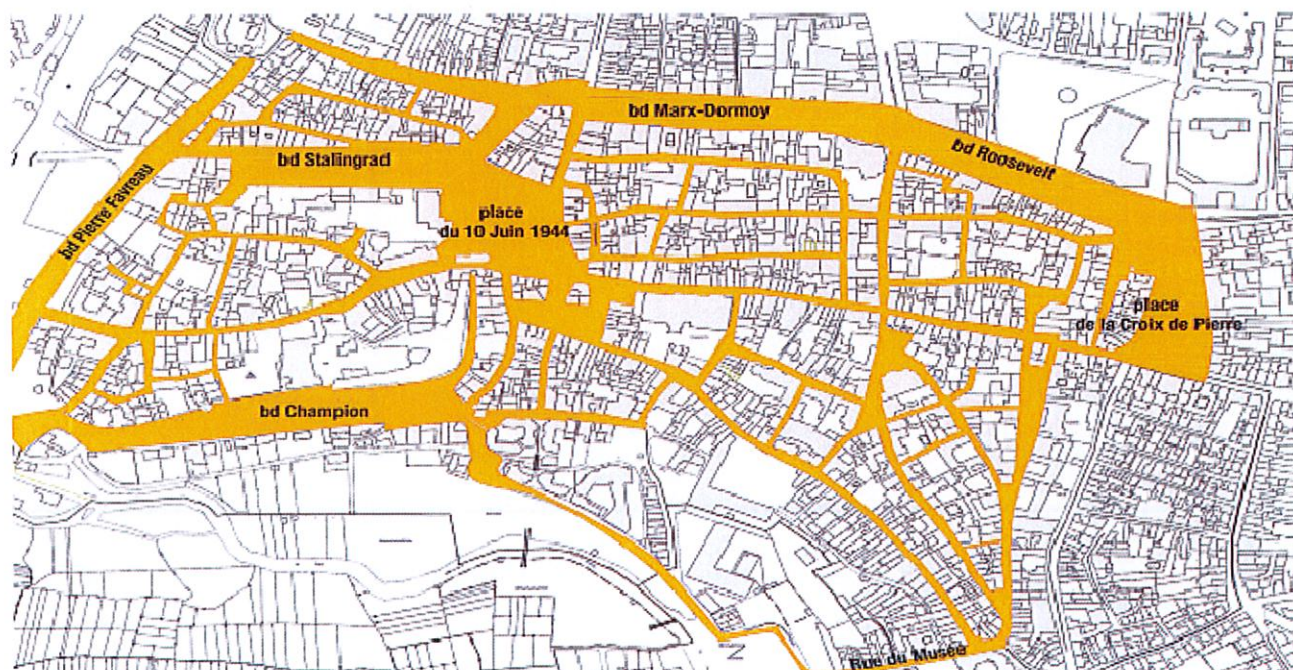 bd Marx-Dormoy
bd Stalingrad
bd Roosevelt
bd Pierre Favreau
place
du 10 Juin 1944
place
de la Croix de Pierre
bd Champion
Rue du Musée